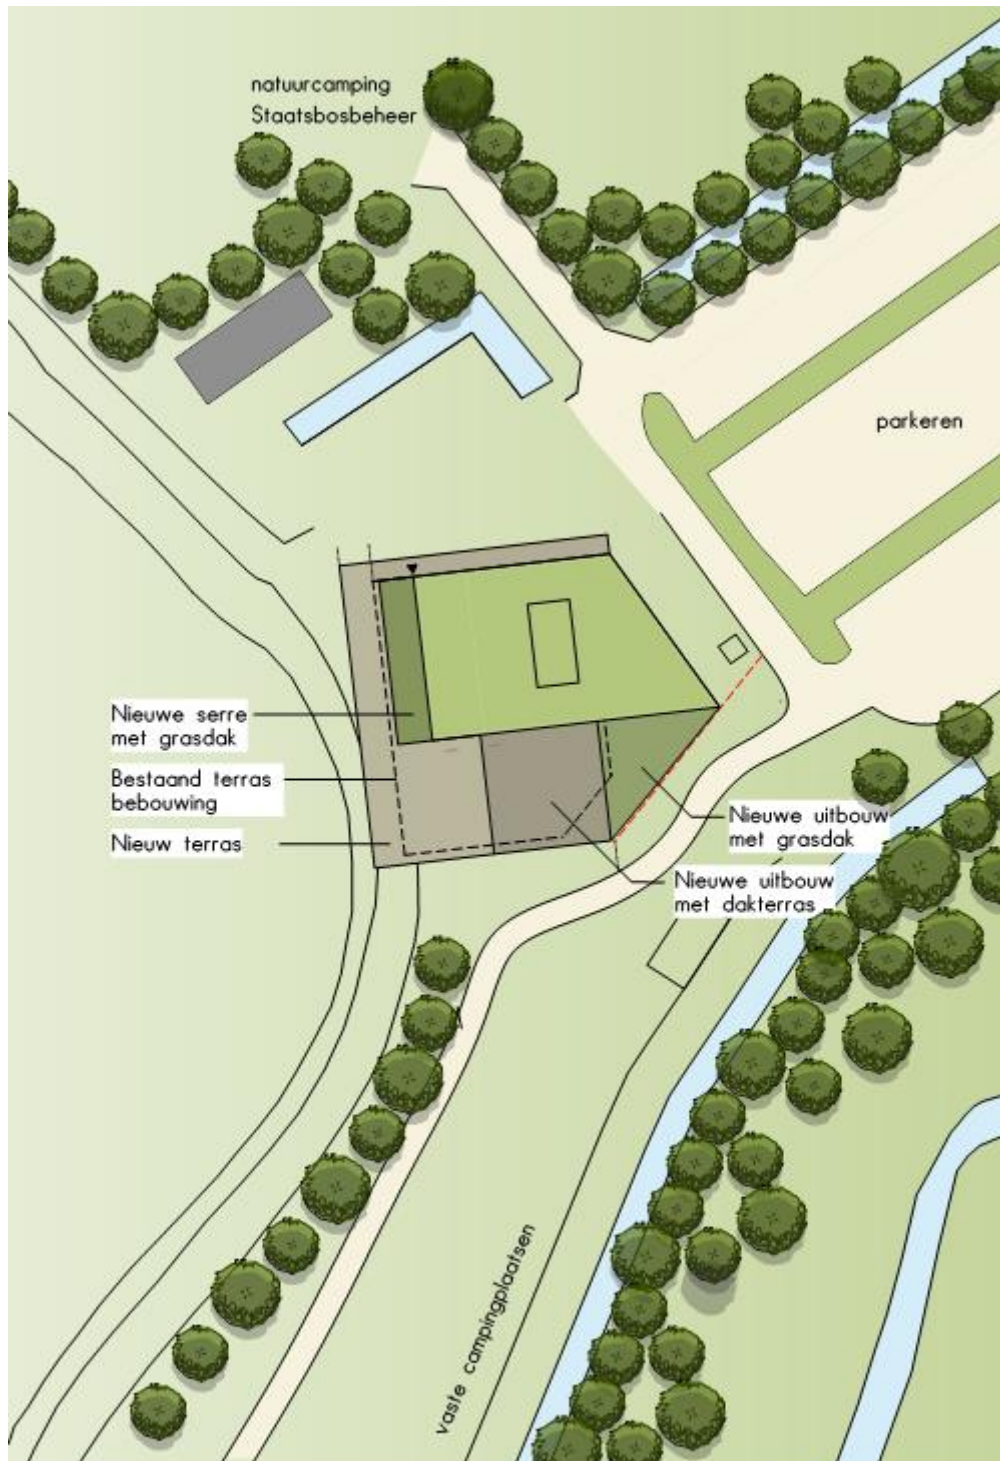 natuurcamping
Staatsbosbeheer
parkeren
Nieuwe serre
met grasdak
Bestaand terras
bebouwing
Nieuw terras
Nieuwe uitbouw
met grasdak
Nieuwe uitbouw
met dakterras
vaste campingplaatsen